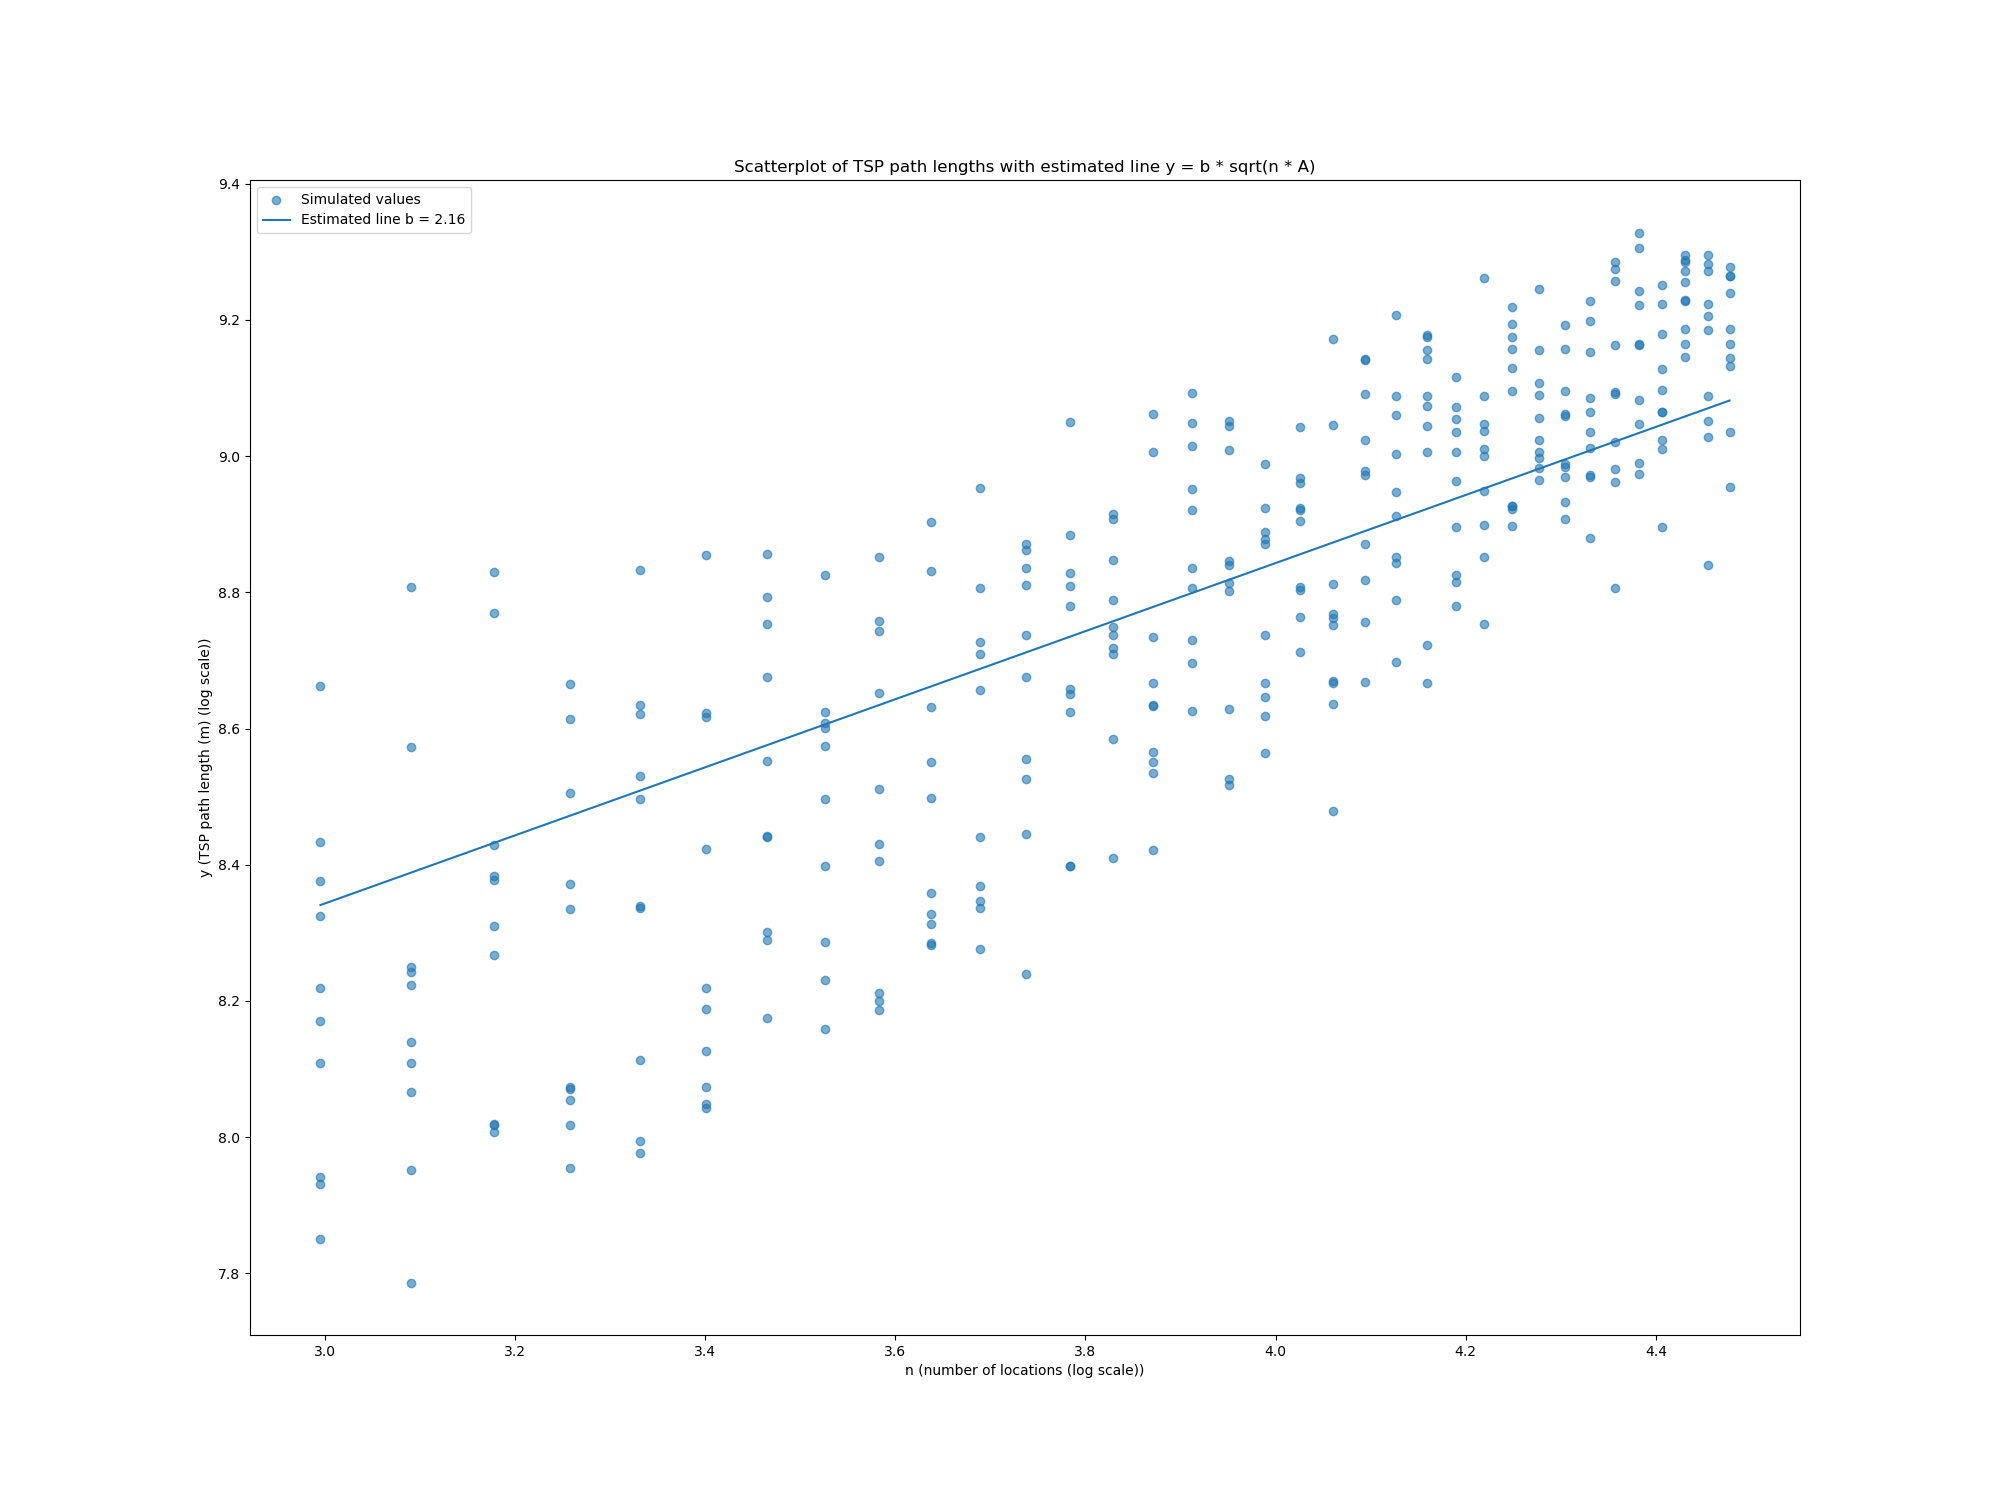 Scatterplot of TSP path lengths with estimated line y = b * sqrt(n * A)
Simulated values
Estimated line b = 2.16
9.4
9.2
9.0
8.8
8.6
8.4
8.2
8.0
7.8
y (TSP path length (m) (log scale))
3.0 3.2 3.4 3.6 3.8 4.0 4.2 4.4
n (number of locations (log scale))